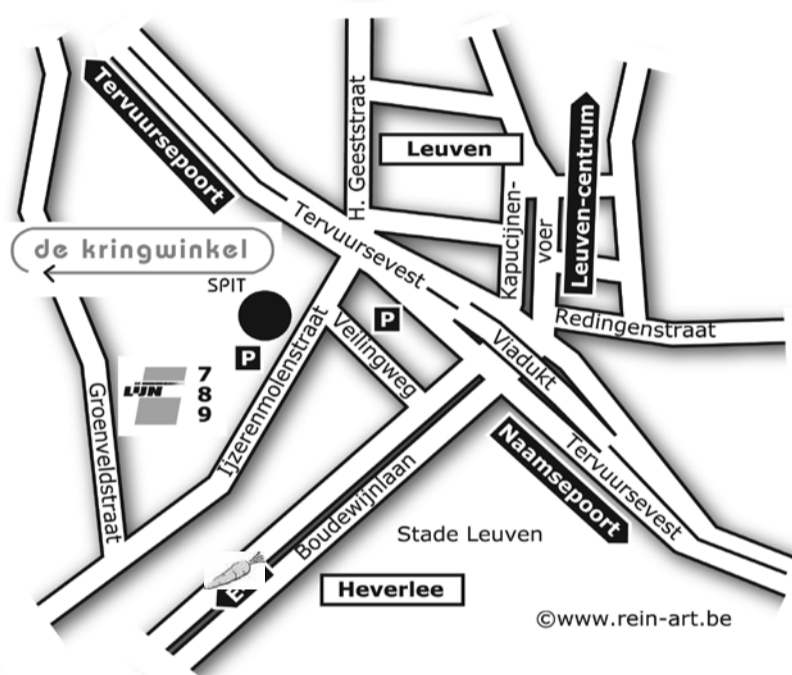 Tervuursepoort
H. Geeststraat
Leuven
Leuven-centrum
Kapucijnen-
voer
Tervuursevest
de kringwinkel
SPIT
P
P
Veilingweg
Redingenstraat
Viadukt
LIJN
7
8
9
Ijzerenmolenstraat
Groenveldstraat
Naamsepoort
Tervuursevest
Boudewijnlaan
Stade Leuven
Heverlee
©www.rein-art.be